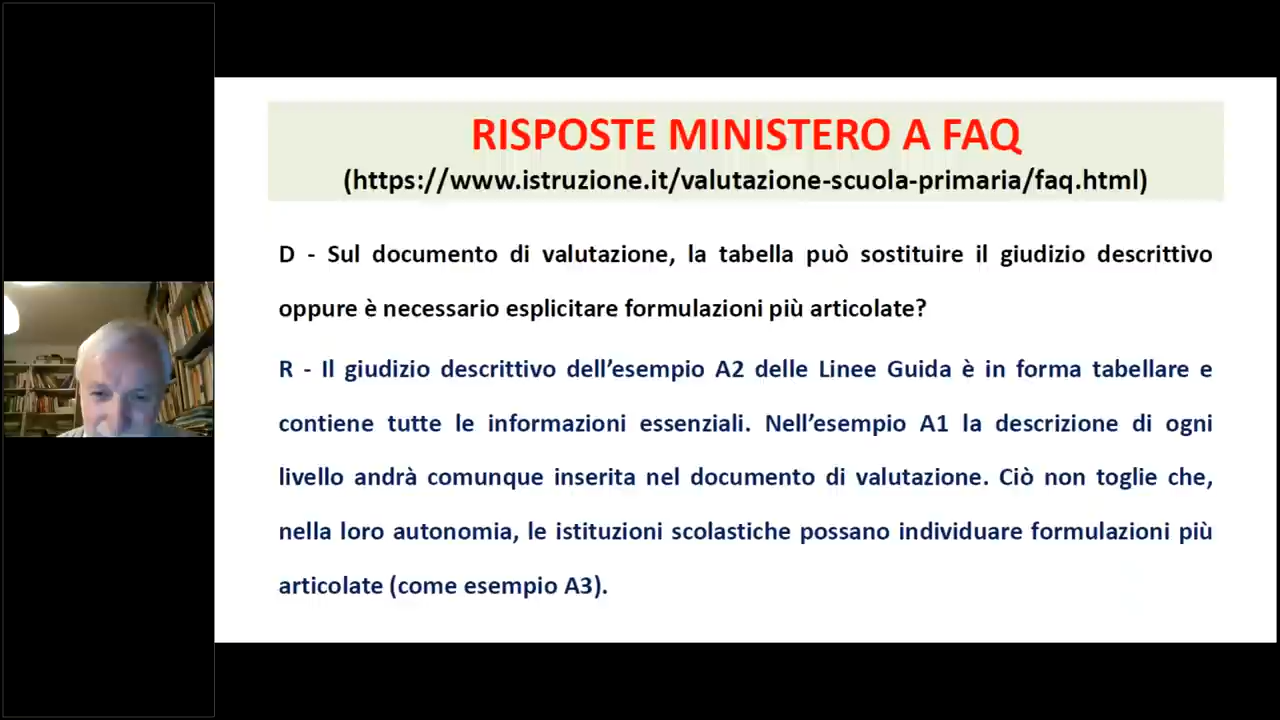 RISPOSTE MINISTERO A FAQ
(https://www.istruzione.it/valutazione-scuola-primaria/faq.html)
D - Sul documento di valutazione, la tabella può sostituire il giudizio descrittivo
oppure è necessario esplicitare formulazioni più articolate?
R - Il giudizio descrittivo dell’esempio A2 delle Linee Guida è in forma tabellare e
contiene tutte le informazioni essenziali. Nell’esempio A1 la descrizione di ogni
livello andrà comunque inserita nel documento di valutazione. Ciò non toglie che,
nella loro autonomia, le istituzioni scolastiche possano individuare formulazioni più
articolate (come esempio A3).